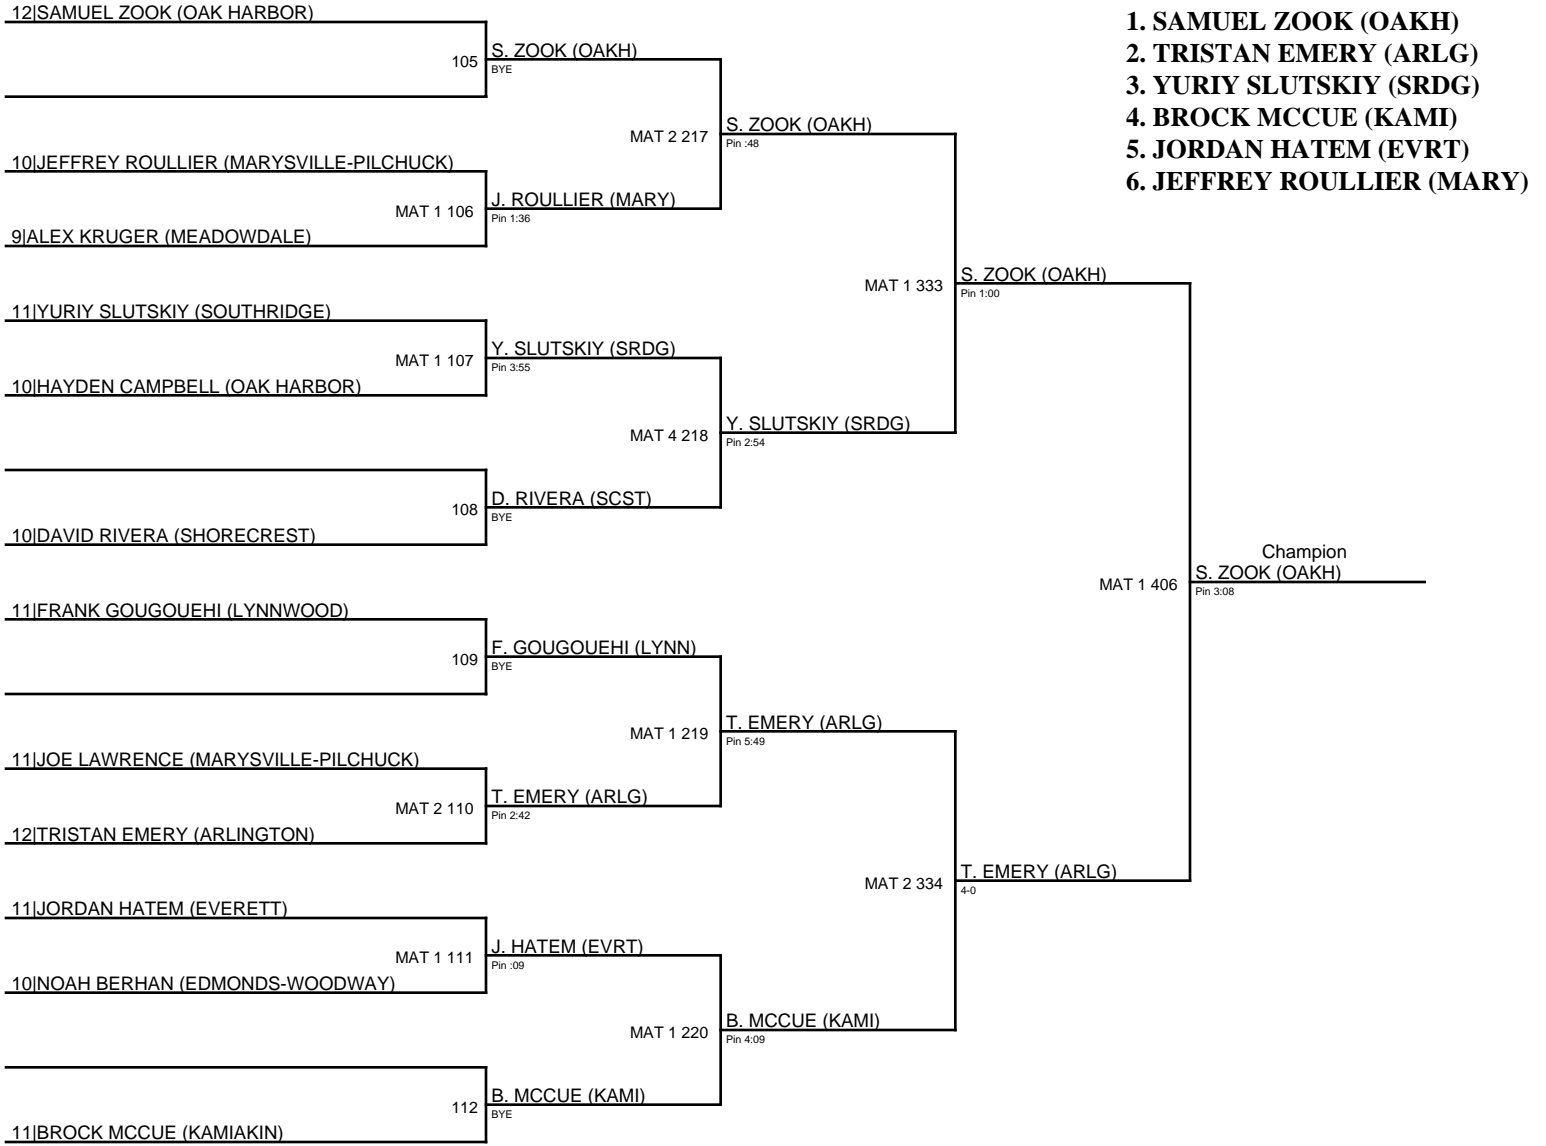 12|SAMUEL ZOOK (OAK HARBOR)
105
S. ZOOK (OAKH)
BYE
10|JEFFREY ROULLIER (MARYSVILLE-PILCHUCK)
MAT 1 106
J. ROULLIER (MARY)
Pin 1:36
9|ALEX KRUGER (MEADOWDALE)
MAT 2 217
S. ZOOK (OAKH)
Pin :48
11|YURIY SLUTSKIY (SOUTHRIDGE)
MAT 1 107
Y. SLUTSKIY (SRDG)
Pin 3:55
10|HAYDEN CAMPBELL (OAK HARBOR)
MAT 4 218
Y. SLUTSKIY (SRDG)
Pin 2:54
108
D. RIVERA (SCST)
BYE
10|DAVID RIVERA (SHORECREST)
MAT 1 333
S. ZOOK (OAKH)
Pin 1:00
11|FRANK GOUGOUEHI (LYNNWOOD)
109
F. GOUGOUEHI (LYNN)
BYE
11|JOE LAWRENCE (MARYSVILLE-PILCHUCK)
MAT 2 110
T. EMERY (ARLG)
Pin 2:42
12|TRISTAN EMERY (ARLINGTON)
MAT 1 219
T. EMERY (ARLG)
Pin 5:49
11|JORDAN HATEM (EVERETT)
MAT 1 111
J. HATEM (EVRT)
Pin :09
10|NOAH BERHAN (EDMONDS-WOODWAY)
MAT 1 220
B. MCCUE (KAMI)
Pin 4:09
112
B. MCCUE (KAMI)
BYE
11|BROCK MCCUE (KAMIAKIN)
MAT 2 334
T. EMERY (ARLG)
4-0
MAT 1 406
Champion
S. ZOOK (OAKH)
Pin 3:08
1. SAMUEL ZOOK (OAKH)
2. TRISTAN EMERY (ARLG)
3. YURIY SLUTSKIY (SRDG)
4. BROCK MCCUE (KAMI)
5. JORDAN HATEM (EVRT)
6. JEFFREY ROULLIER (MARY)